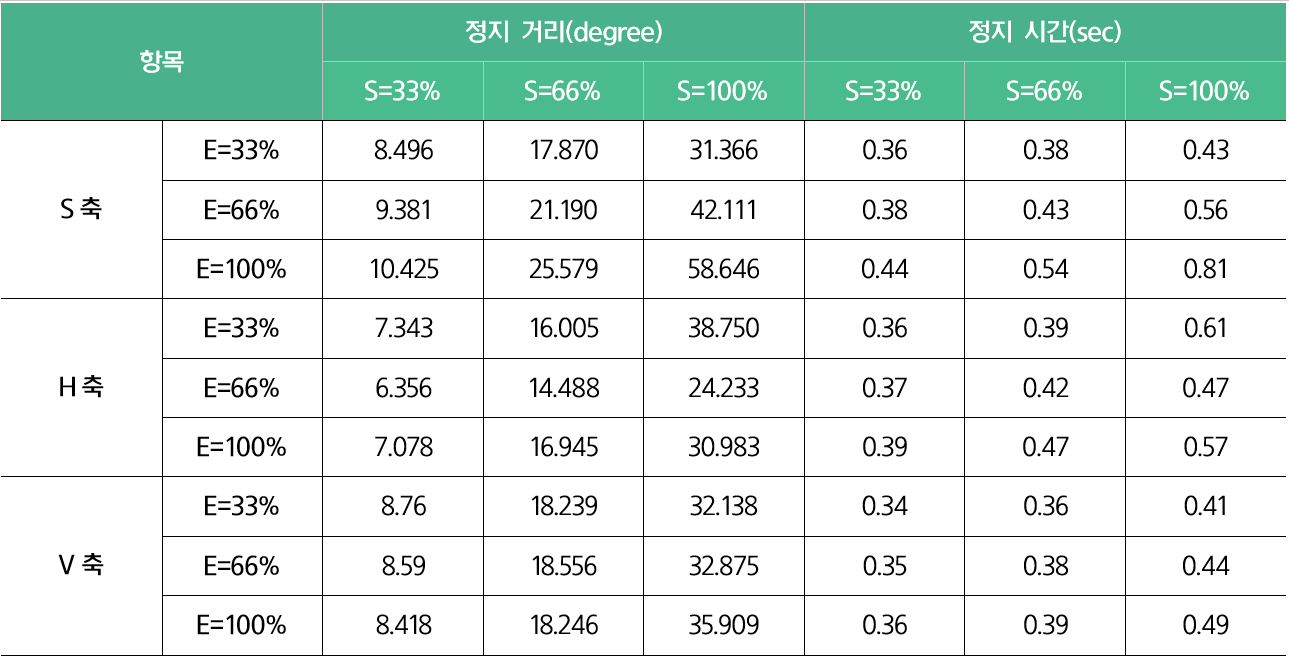 항목 정지 거리(degree) 정지 시간(sec)
S=33% S=66% S=100% S=33% S=66% S=100%
S 축 E=33% 8.496 17.870 31.366 0.36 0.38 0.43
E=66% 9.381 21.190 42.111 0.38 0.43 0.56
E=100% 10.425 25.579 58.646 0.44 0.54 0.81
H 축 E=33% 7.343 16.005 38.750 0.36 0.39 0.61
E=66% 6.356 14.488 24.233 0.37 0.42 0.47
E=100% 7.078 16.945 30.983 0.39 0.47 0.57
V 축 E=33% 8.76 18.239 32.138 0.34 0.36 0.41
E=66% 8.59 18.556 32.875 0.35 0.38 0.44
E=100% 8.418 18.246 35.909 0.36 0.39 0.49